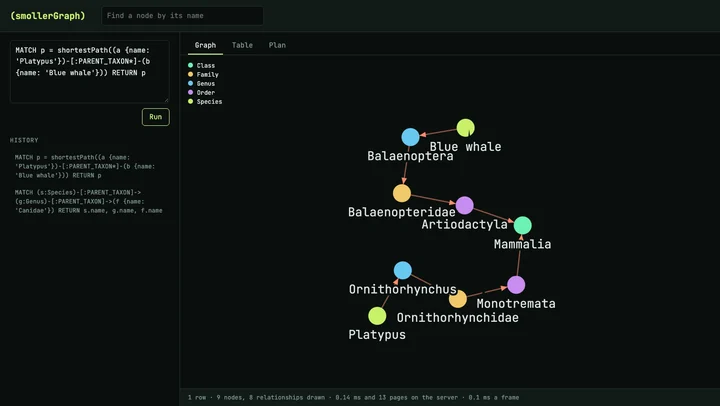 (smollerGraph)
Find a node by its name
MATCH p = shortestPath((a {name:
'Platypus'})-[:PARENT_TAXON*]-(b
{name: 'Blue whale'})) RETURN p
Run
HISTORY
MATCH p = shortestPath((a {name:
'Platypus'})-[:PARENT_TAXON*]-(b {name:
'Blue whale'})) RETURN p
MATCH (s:Species)-[:PARENT_TAXON]->
(g:Genus)-[:PARENT_TAXON]->(f {name:
'Canidae'}) RETURN s.name, g.name, f.name
Graph
Table
Plan
Class
Family
Genus
Order
Species
Blue whale
Balaenoptera
Balaenopteridae
Artiodactyla
Mammalia
Ornithorhynchus
Monotremata
Ornithorhynchidae
Platypus
1 row · 9 nodes, 8 relationships drawn · 0.14 ms and 13 pages on the server · 0.1 ms a frame